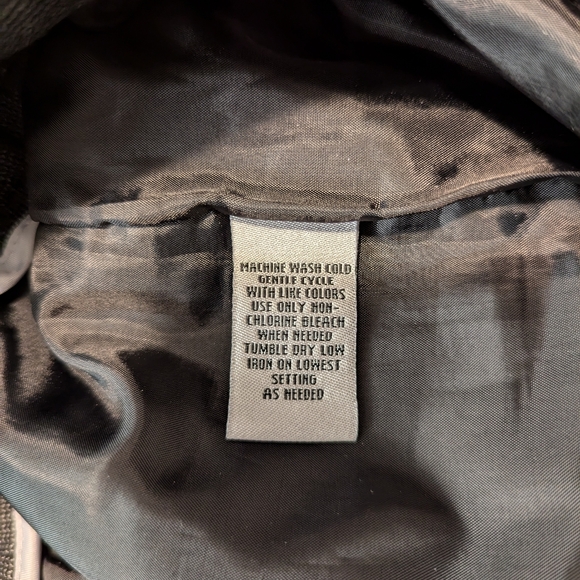 MACHINE WASH COLD
GENTLE CYCLE
WITH LIKE COLORS
USE ONLY NON-
CHLORINE BLEACH
WHEN NEEDED
TUMBLE DRY LOW
IRON ON LOWEST
SETTING
AS NEEDED